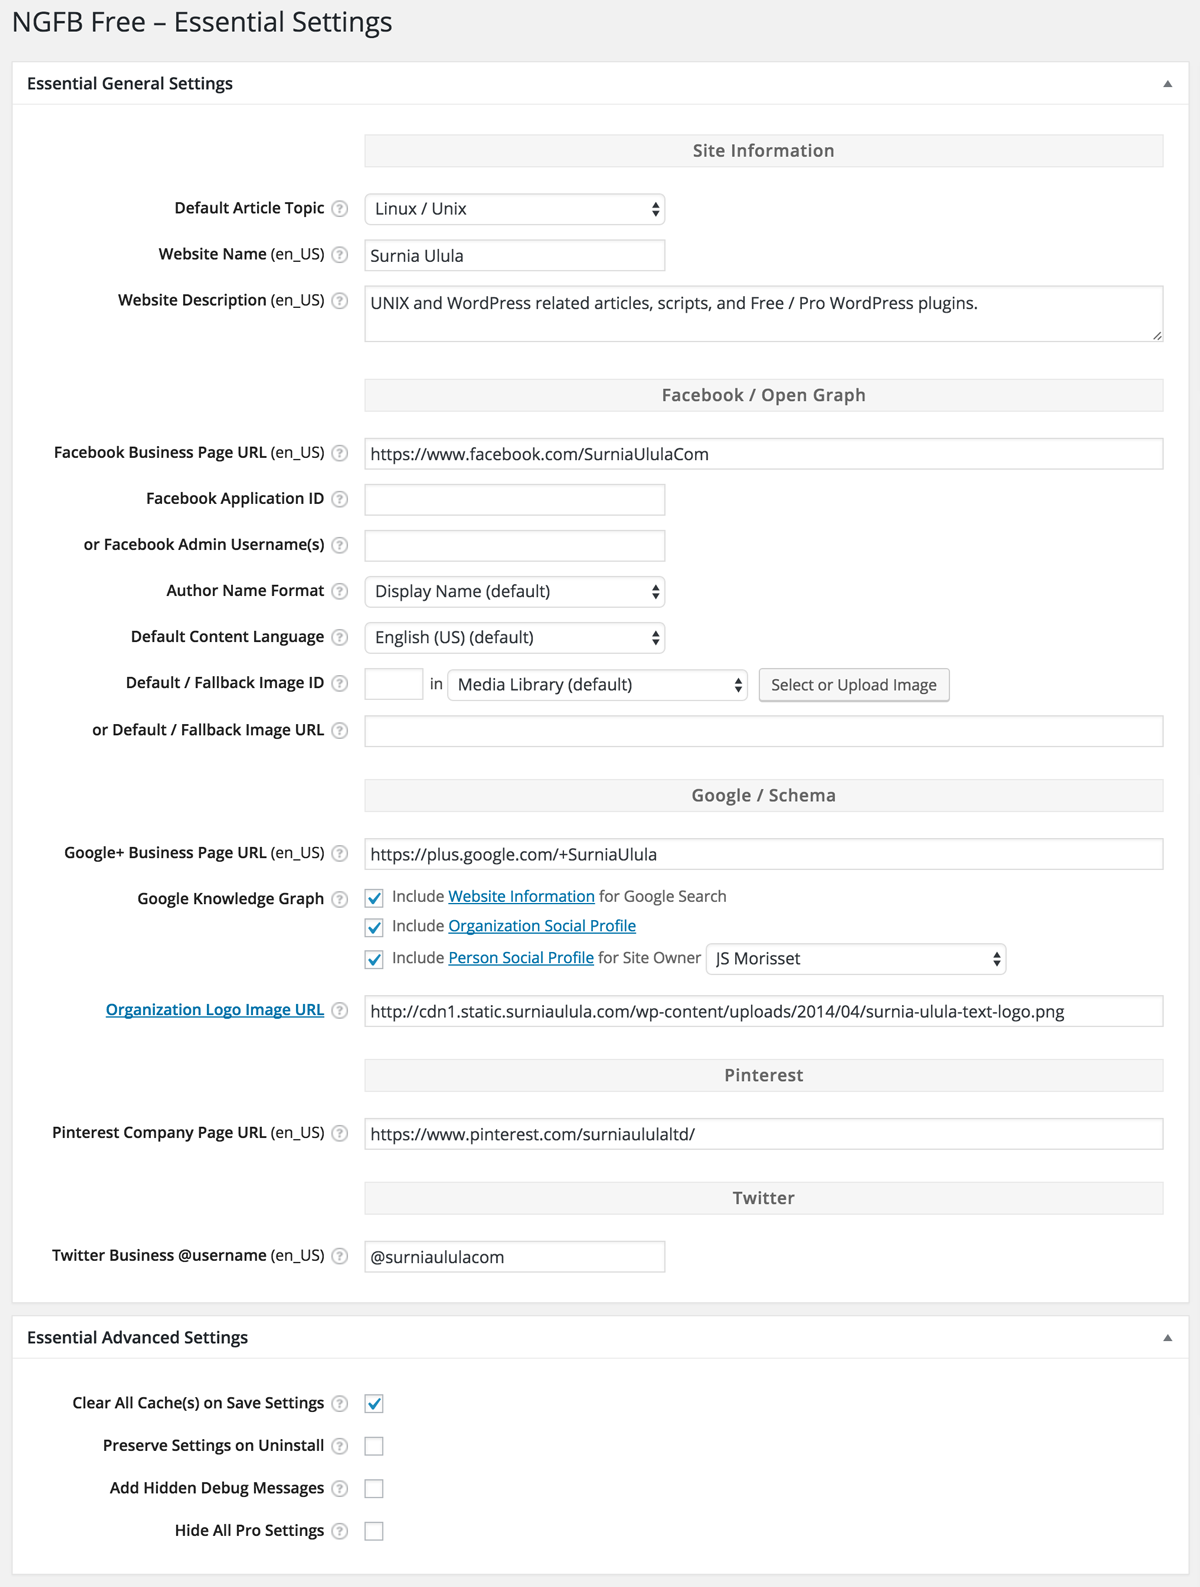 NGFB Free – Essential Settings
Essential General Settings
Site Information
Default Article Topic ? Linux / Unix
Website Name (en_US) ? Surnia Ulula
Website Description (en_US) ? UNIX and WordPress related articles, scripts, and Free / Pro WordPress plugins.
Facebook / Open Graph
Facebook Business Page URL (en_US) ? https://www.facebook.com/SurniaUlulaCom
Facebook Application ID ?
or Facebook Admin Username(s) ?
Author Name Format ? Display Name (default)
Default Content Language ? English (US) (default)
Default / Fallback Image ID ? in Media Library (default) Select or Upload Image
or Default / Fallback Image URL ?
Google / Schema
Google+ Business Page URL (en_US) ? https://plus.google.com/+SurniaUlula
Google Knowledge Graph ? Include Website Information for Google Search
Include Organization Social Profile
Include Person Social Profile for Site Owner JS Morisset
Organization Logo Image URL ? http://cdn1.static.surniaulula.com/wp-content/uploads/2014/04/surnia-ulula-text-logo.png
Pinterest
Pinterest Company Page URL (en_US) ? https://www.pinterest.com/surniaululaltd/
Twitter
Twitter Business @username (en_US) ? @surniaululacom
Essential Advanced Settings
Clear All Cache(s) on Save Settings ?
Preserve Settings on Uninstall ?
Add Hidden Debug Messages ?
Hide All Pro Settings ?